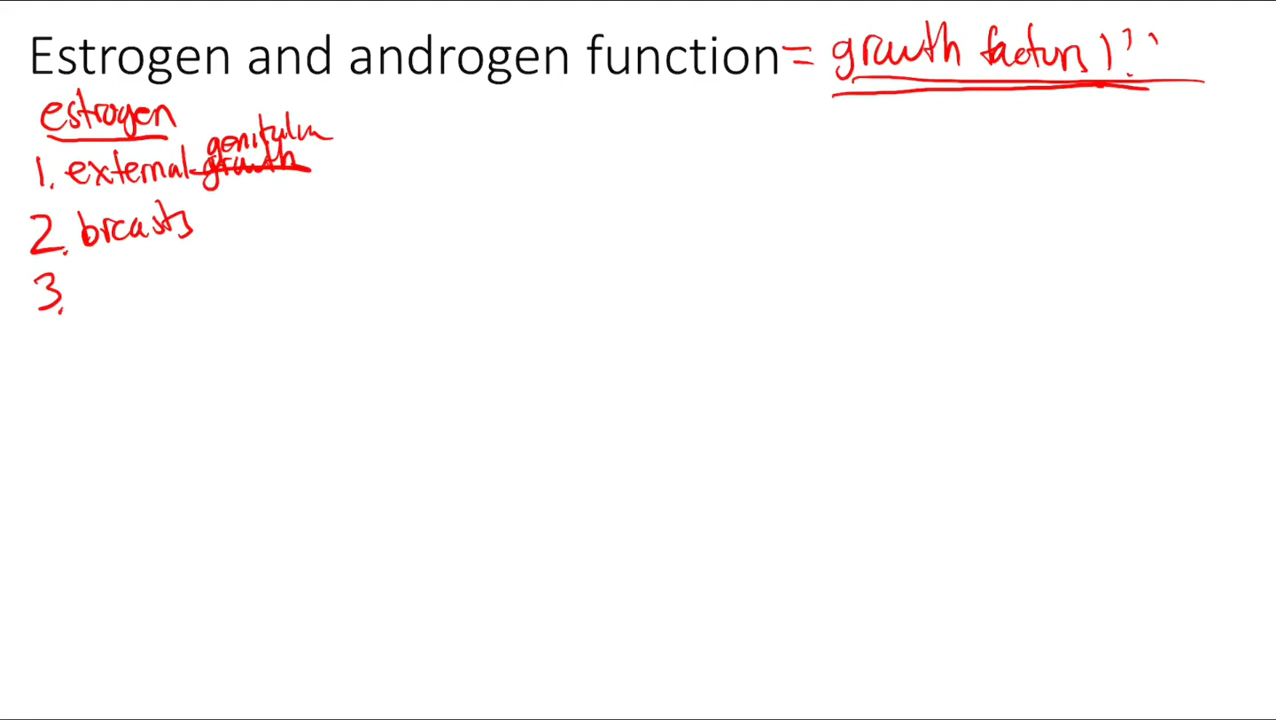 Estrogen and androgen function = growth factors!!!
estrogen
1. external growth genitalia
2. breasts
3.